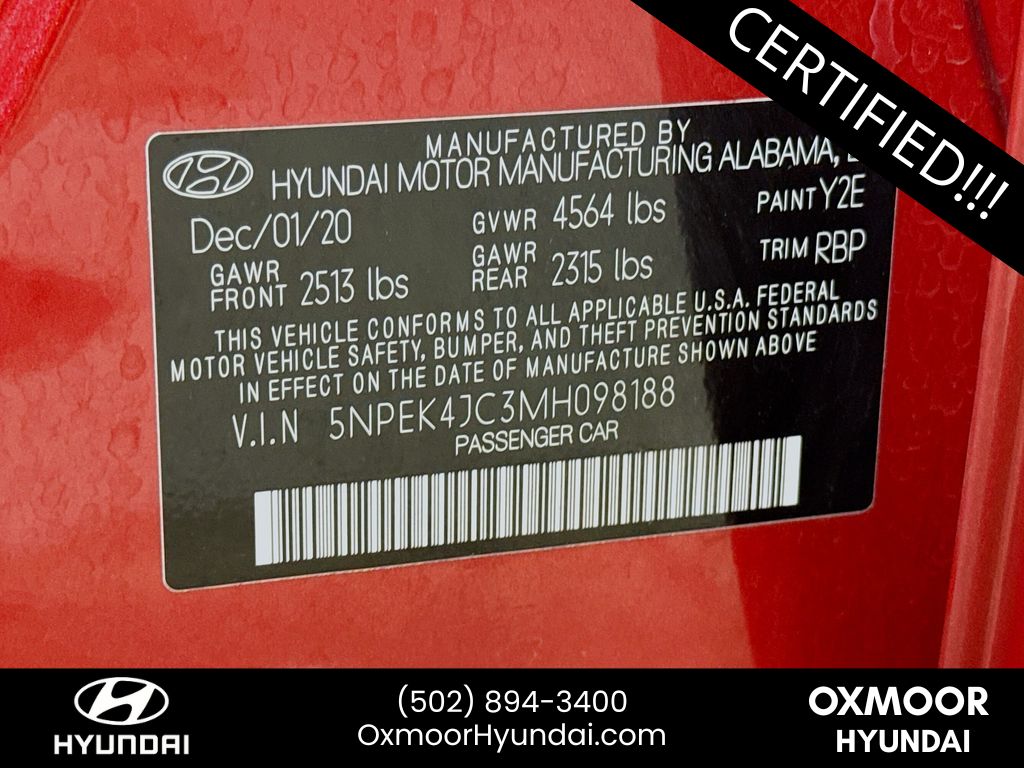 CERTIFIED!!!
MANUFACTURED BY
HYUNDAI MOTOR MANUFACTURING ALABAMA,
Dec/01/20 GVWR 4564 lbs PAINT Y2E
GAWR FRONT 2513 lbs GAWR REAR 2315 lbs TRIM RBP
THIS VEHICLE CONFORMS TO ALL APPLICABLE U.S.A. FEDERAL
MOTOR VEHICLE SAFETY, BUMPER, AND THEFT PREVENTION STANDARDS
IN EFFECT ON THE DATE OF MANUFACTURE SHOWN ABOVE
V.I.N 5NPEK4JC3MH098188
PASSENGER CAR
HYUNDAI
(502) 894-3400
OxmoorHyundai.com
OXMOOR
HYUNDAI